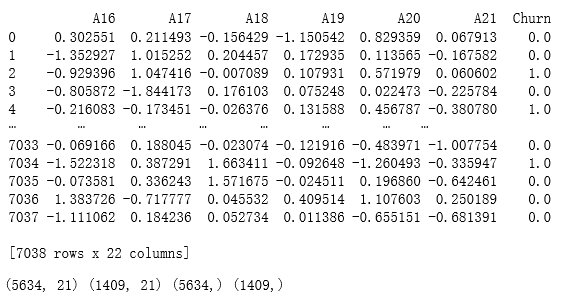 A16 A17 A18 A19 A20 A21 Churn
0 0.302551 0.211493 -0.156429 -1.150542 0.829359 0.067913 0.0
1 -1.352927 1.015252 0.204457 0.172935 0.113565 -0.167582 0.0
2 -0.929396 1.047416 -0.007089 0.107931 0.571979 0.060602 1.0
3 -0.805872 -1.844173 0.176103 0.075248 0.022473 -0.225784 0.0
4 -0.216083 -0.173451 -0.026376 0.131588 0.456787 -0.380780 1.0
… … … … … … … …
7033 -0.069166 0.188045 -0.023074 -0.121916 -0.483971 -1.007754 0.0
7034 -1.522318 0.387291 1.663411 -0.092648 -1.260493 -0.335947 1.0
7035 -0.073581 0.336243 1.571675 -0.024511 0.196860 -0.642461 0.0
7036 1.383726 -0.717777 0.045532 0.409514 1.107603 0.250189 0.0
7037 -1.111062 0.184236 0.052734 0.011386 -0.655151 -0.681391 0.0
[7038 rows x 22 columns]
(5634, 21) (1409, 21) (5634,) (1409,)